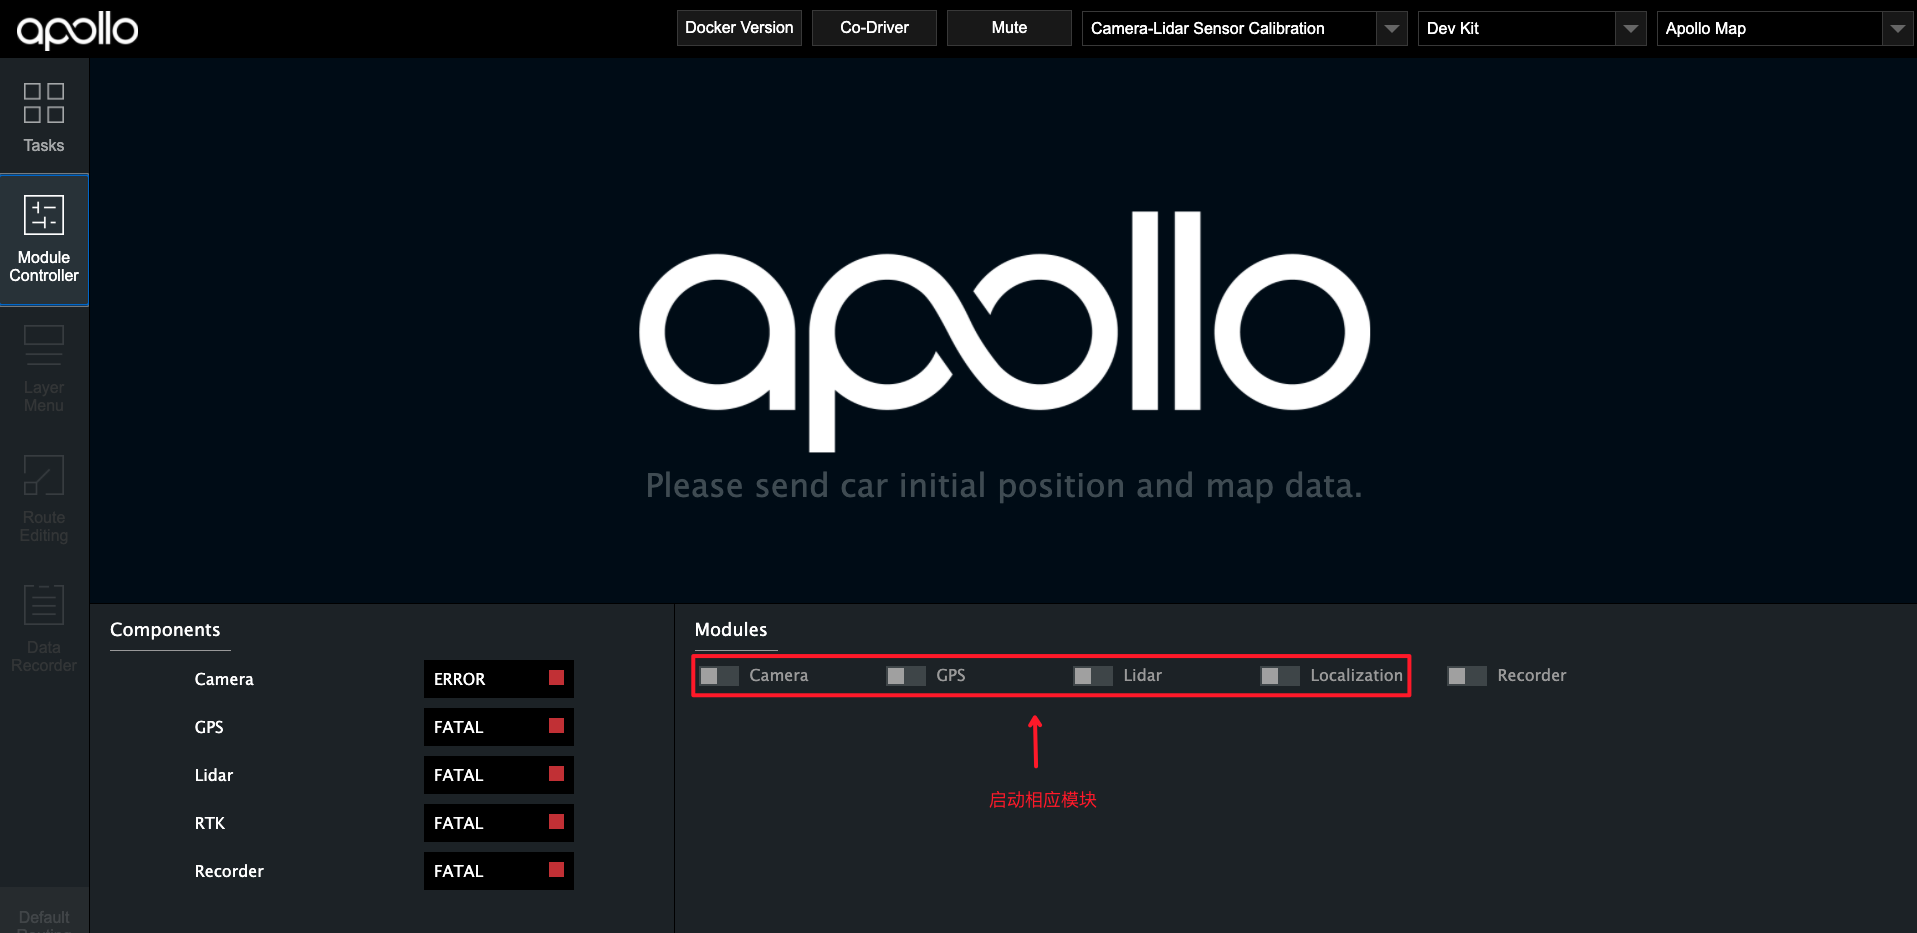 apollo
Docker Version
Co-Driver
Mute
Camera-Lidar Sensor Calibration
Dev Kit
Apollo Map
Tasks
Module
Controller
Layer
Menu
Route
Editing
Data
Recorder
Default
apollo
Please send car initial position and map data.
Components
Camera ERROR
GPS FATAL
Lidar FATAL
RTK FATAL
Recorder FATAL
Modules
Camera GPS Lidar Localization Recorder
启动相应模块